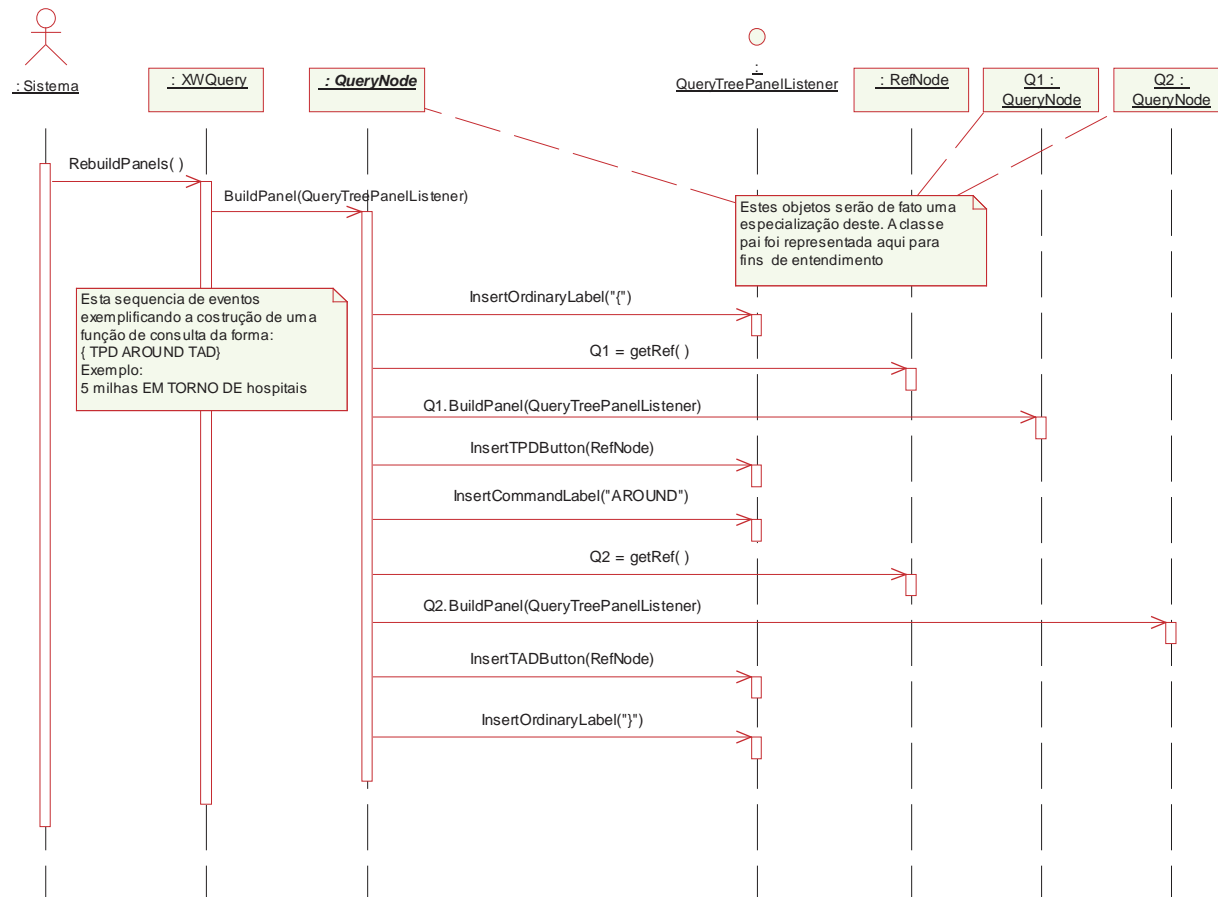 : Sistema
: XWQuery
: QueryNode
:
QueryTreePanelListener
: RefNode
Q1 :
QueryNode
Q2 :
QueryNode
RebuildPanels( )
BuildPanel(QueryTreePanelListener)
Estes objetos serão de fato uma
especialização deste. A classe
pai foi representada aqui para
fins de entendimento
Esta sequencia de eventos
exemplificando a costrução de uma
função de consulta da forma:
{ TPD AROUND TAD}
Exemplo:
5 milhas EM TORNO DE hospitais
InsertOrdinaryLabel("{")
Q1 = getRef( )
Q1.BuildPanel(QueryTreePanelListener)
InsertTPDButton(RefNode)
InsertCommandLabel("AROUND")
Q2 = getRef( )
Q2.BuildPanel(QueryTreePanelListener)
InsertTADButton(RefNode)
InsertOrdinaryLabel("}")